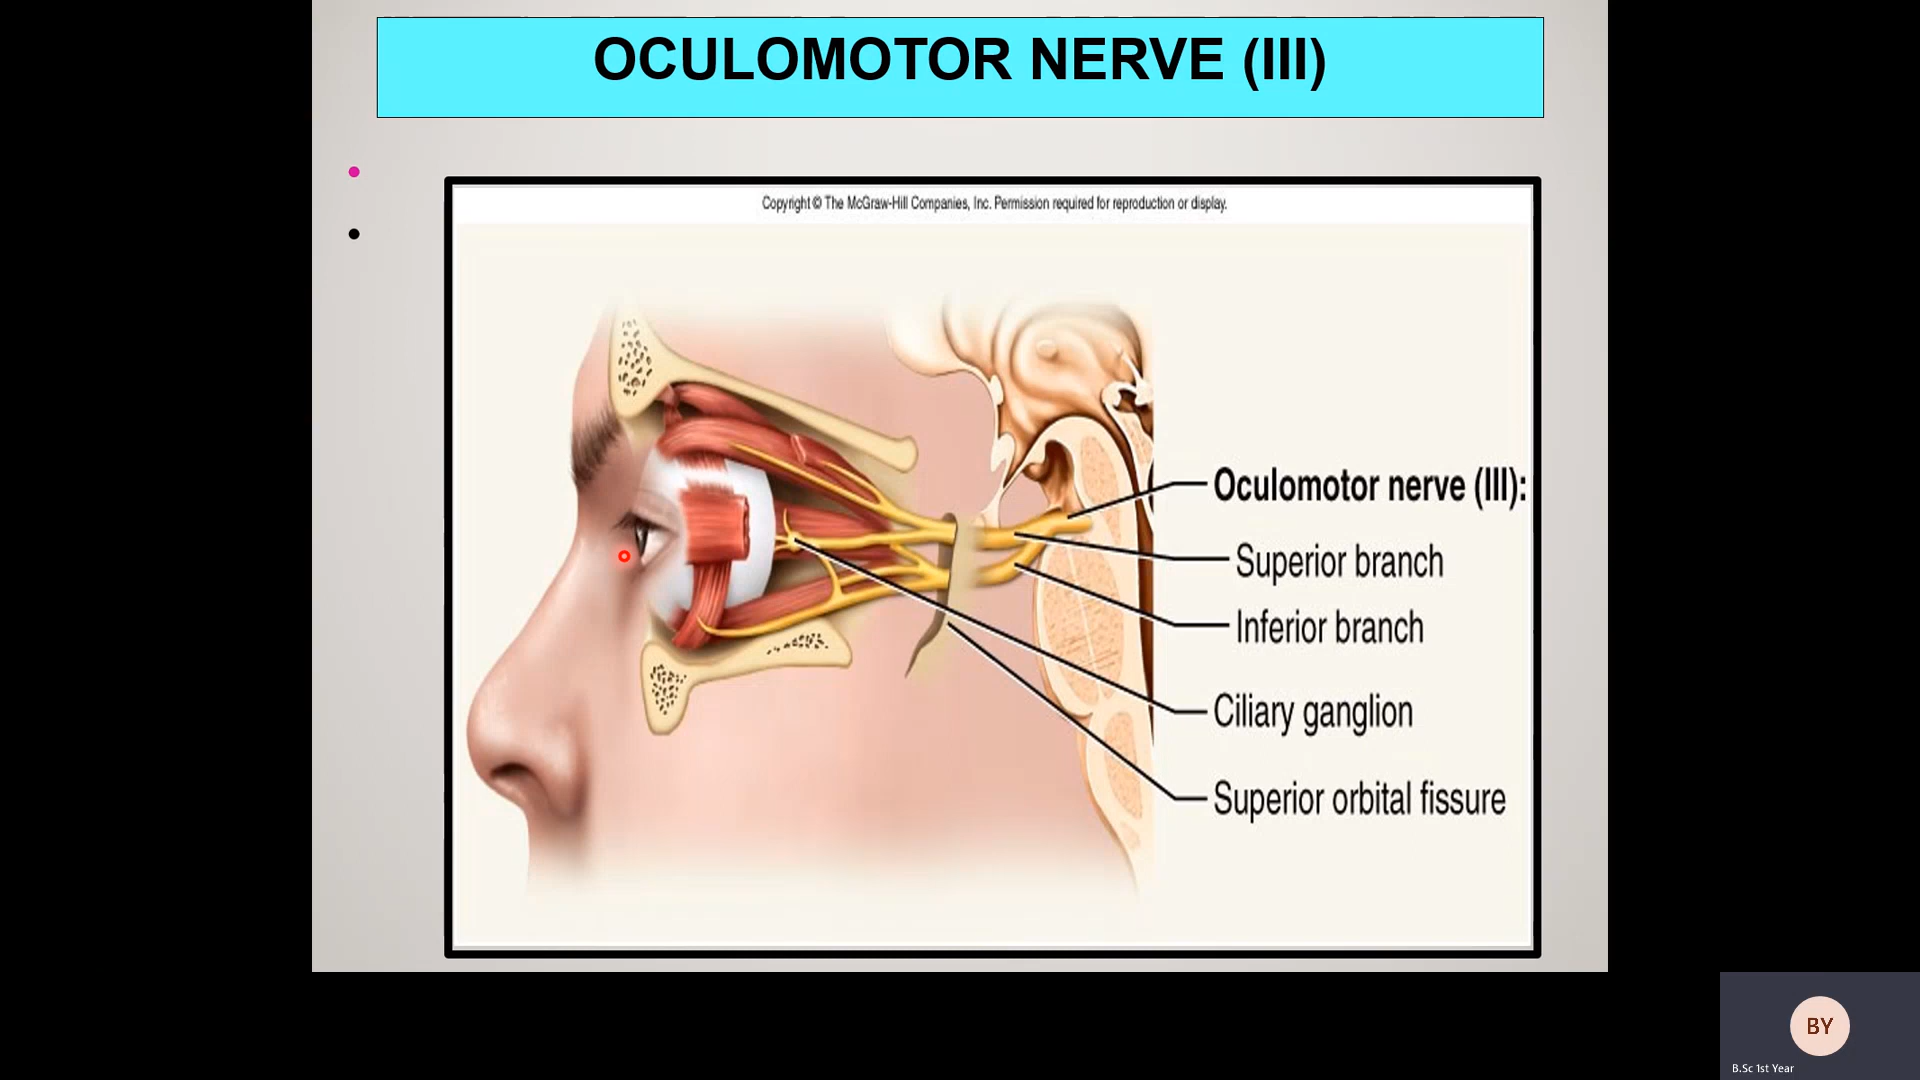 OCULOMOTOR NERVE (III)
Copyright © The McGraw-Hill Companies, Inc. Permission required for reproduction or display.
Oculomotor nerve (III):
Superior branch
Inferior branch
Ciliary ganglion
Superior orbital fissure
BY
B.Sc 1st Year